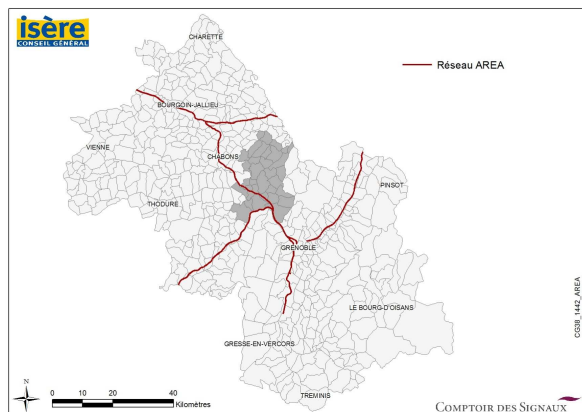 isère
CONSEIL GÉNÉRAL
CHARETTE
Réseau AREA
BOURGOIN-JALLIEU
VIENNE
CHABONS
PINSOT
THODURE
GRENOBLE
LE BOURG-D'OISANS
GRESSE-EN-VERCORS
TREMINIS
CG38_1442_AREA
N
0 10 20 40
Kilomètres
COMPTOIR DES SIGNAUX